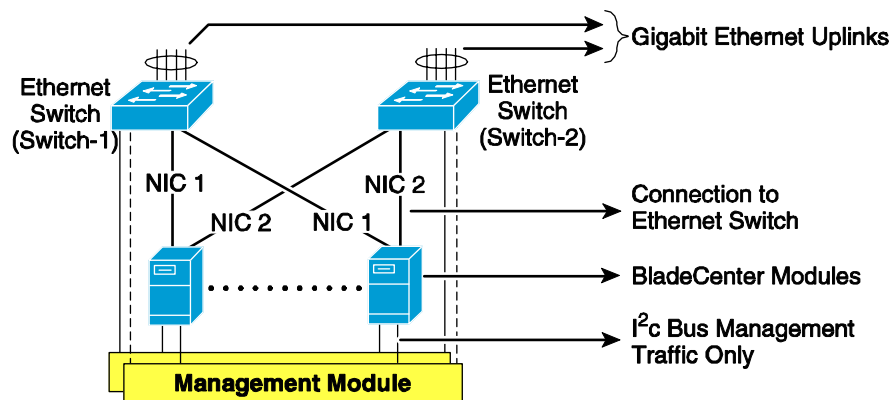 Gigabit Ethernet Uplinks
Ethernet
Switch
(Switch-1)
Ethernet
Switch
(Switch-2)
NIC 1
NIC 2
NIC 2
NIC 1
Connection to
Ethernet Switch
BladeCenter Modules
I²c Bus Management
Traffic Only
Management Module